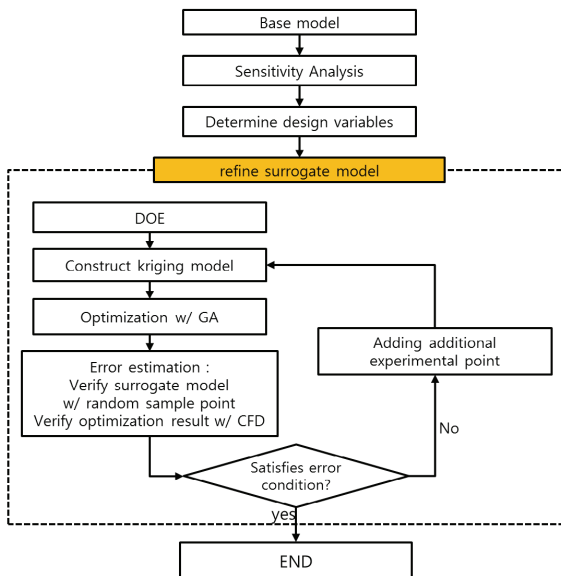 Base model
Sensitivity Analysis
Determine design variables
refine surrogate model
DOE
Construct kriging model
Optimization w/ GA
Error estimation :
Verify surrogate model
w/ random sample point
Verify optimization result w/ CFD
Adding additional
experimental point
No
Satisfies error
condition?
yes
END